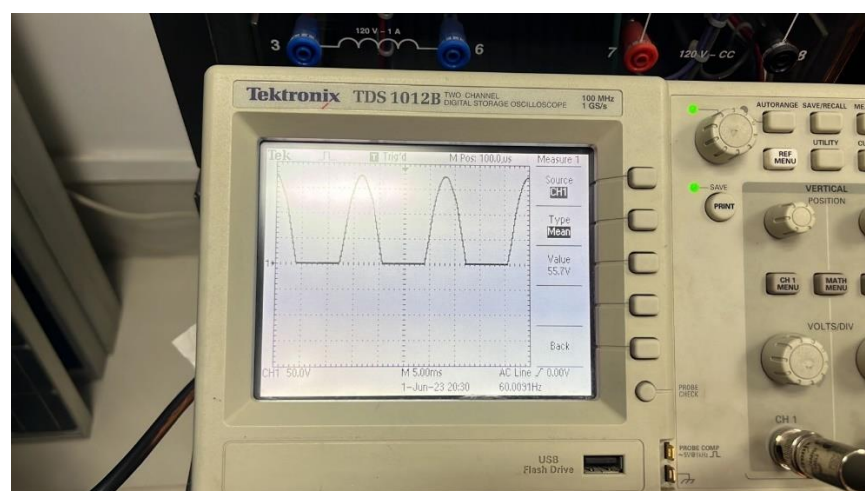 120 V - 1 A
3
6
7
120 V - CC
8
Tektronix TDS 1012B TWO CHANNEL DIGITAL STORAGE OSCILLOSCOPE 100 MHz 1 GS/s
Tek T Trig'd M Pos: 100.0us Measure 1
Source
CH1
Type
Mean
Value
55.7V
Back
1
CH1 50.0V M 5.00ms AC Line 0.00V
1-Jun-23 20:30 60.0091Hz
AUTORANGE SAVE/RECALL
REF MENU
UTILITY
SAVE
PRINT
VERTICAL
POSITION
CH 1 MENU
MATH MENU
VOLTS/DIV
CH 1
PROBE CHECK
PROBE COMP
USB
Flash Drive